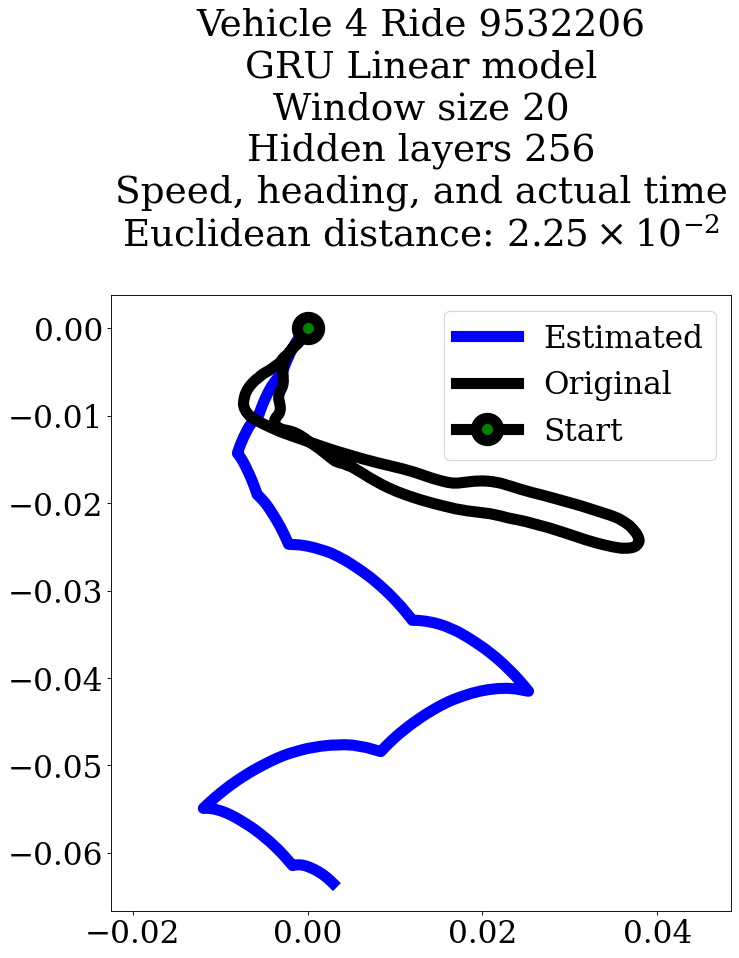 Vehicle 4 Ride 9532206
GRU Linear model
Window size 20
Hidden layers 256
Speed, heading, and actual time
Euclidean distance: 2.25 × 10⁻²
Estimated
Original
Start
0.00
−0.01
−0.02
−0.03
−0.04
−0.05
−0.06
−0.02 0.00 0.02 0.04